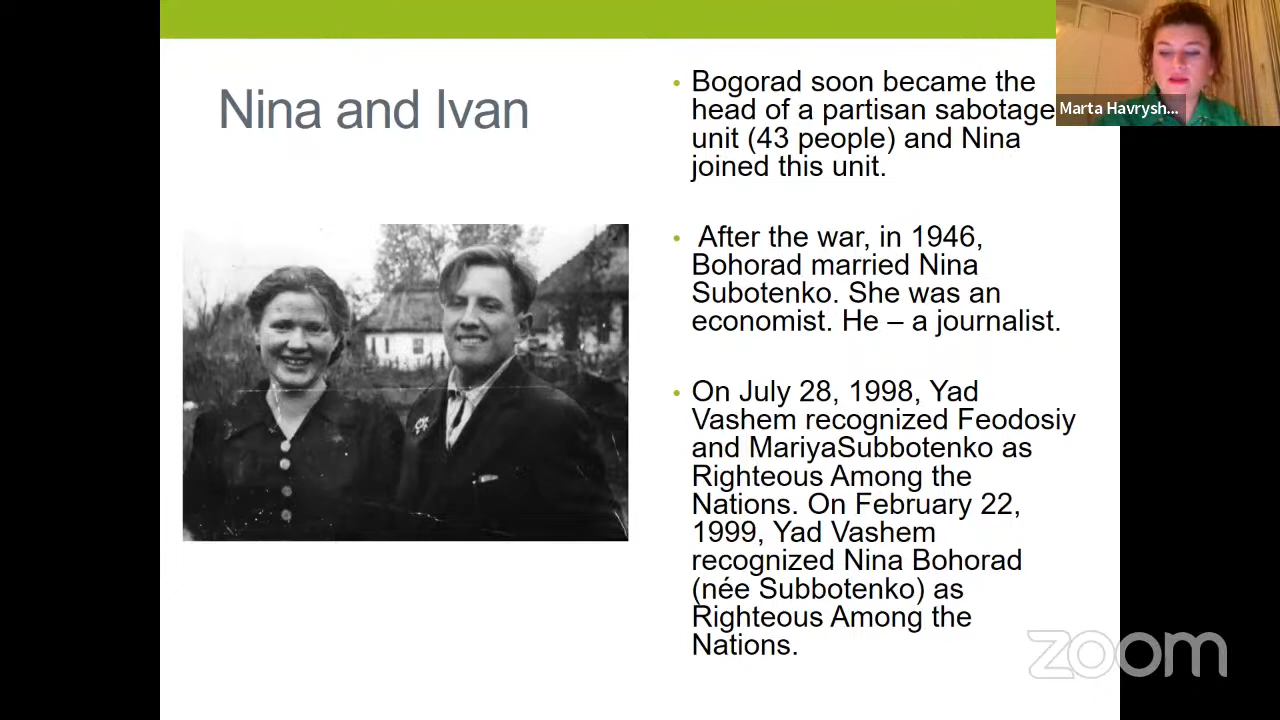 Nina and Ivan
Bogorad soon became the
head of a partisan sabotage
unit (43 people) and Nina
joined this unit.
After the war, in 1946,
Bohorad married Nina
Subotenko. She was an
economist. He – a journalist.
On July 28, 1998, Yad
Vashem recognized Feodosiy
and MariyaSubbotenko as
Righteous Among the
Nations. On February 22,
1999, Yad Vashem
recognized Nina Bohorad
(née Subbotenko) as
Righteous Among the
Nations.
Marta Havrysh...
zoom